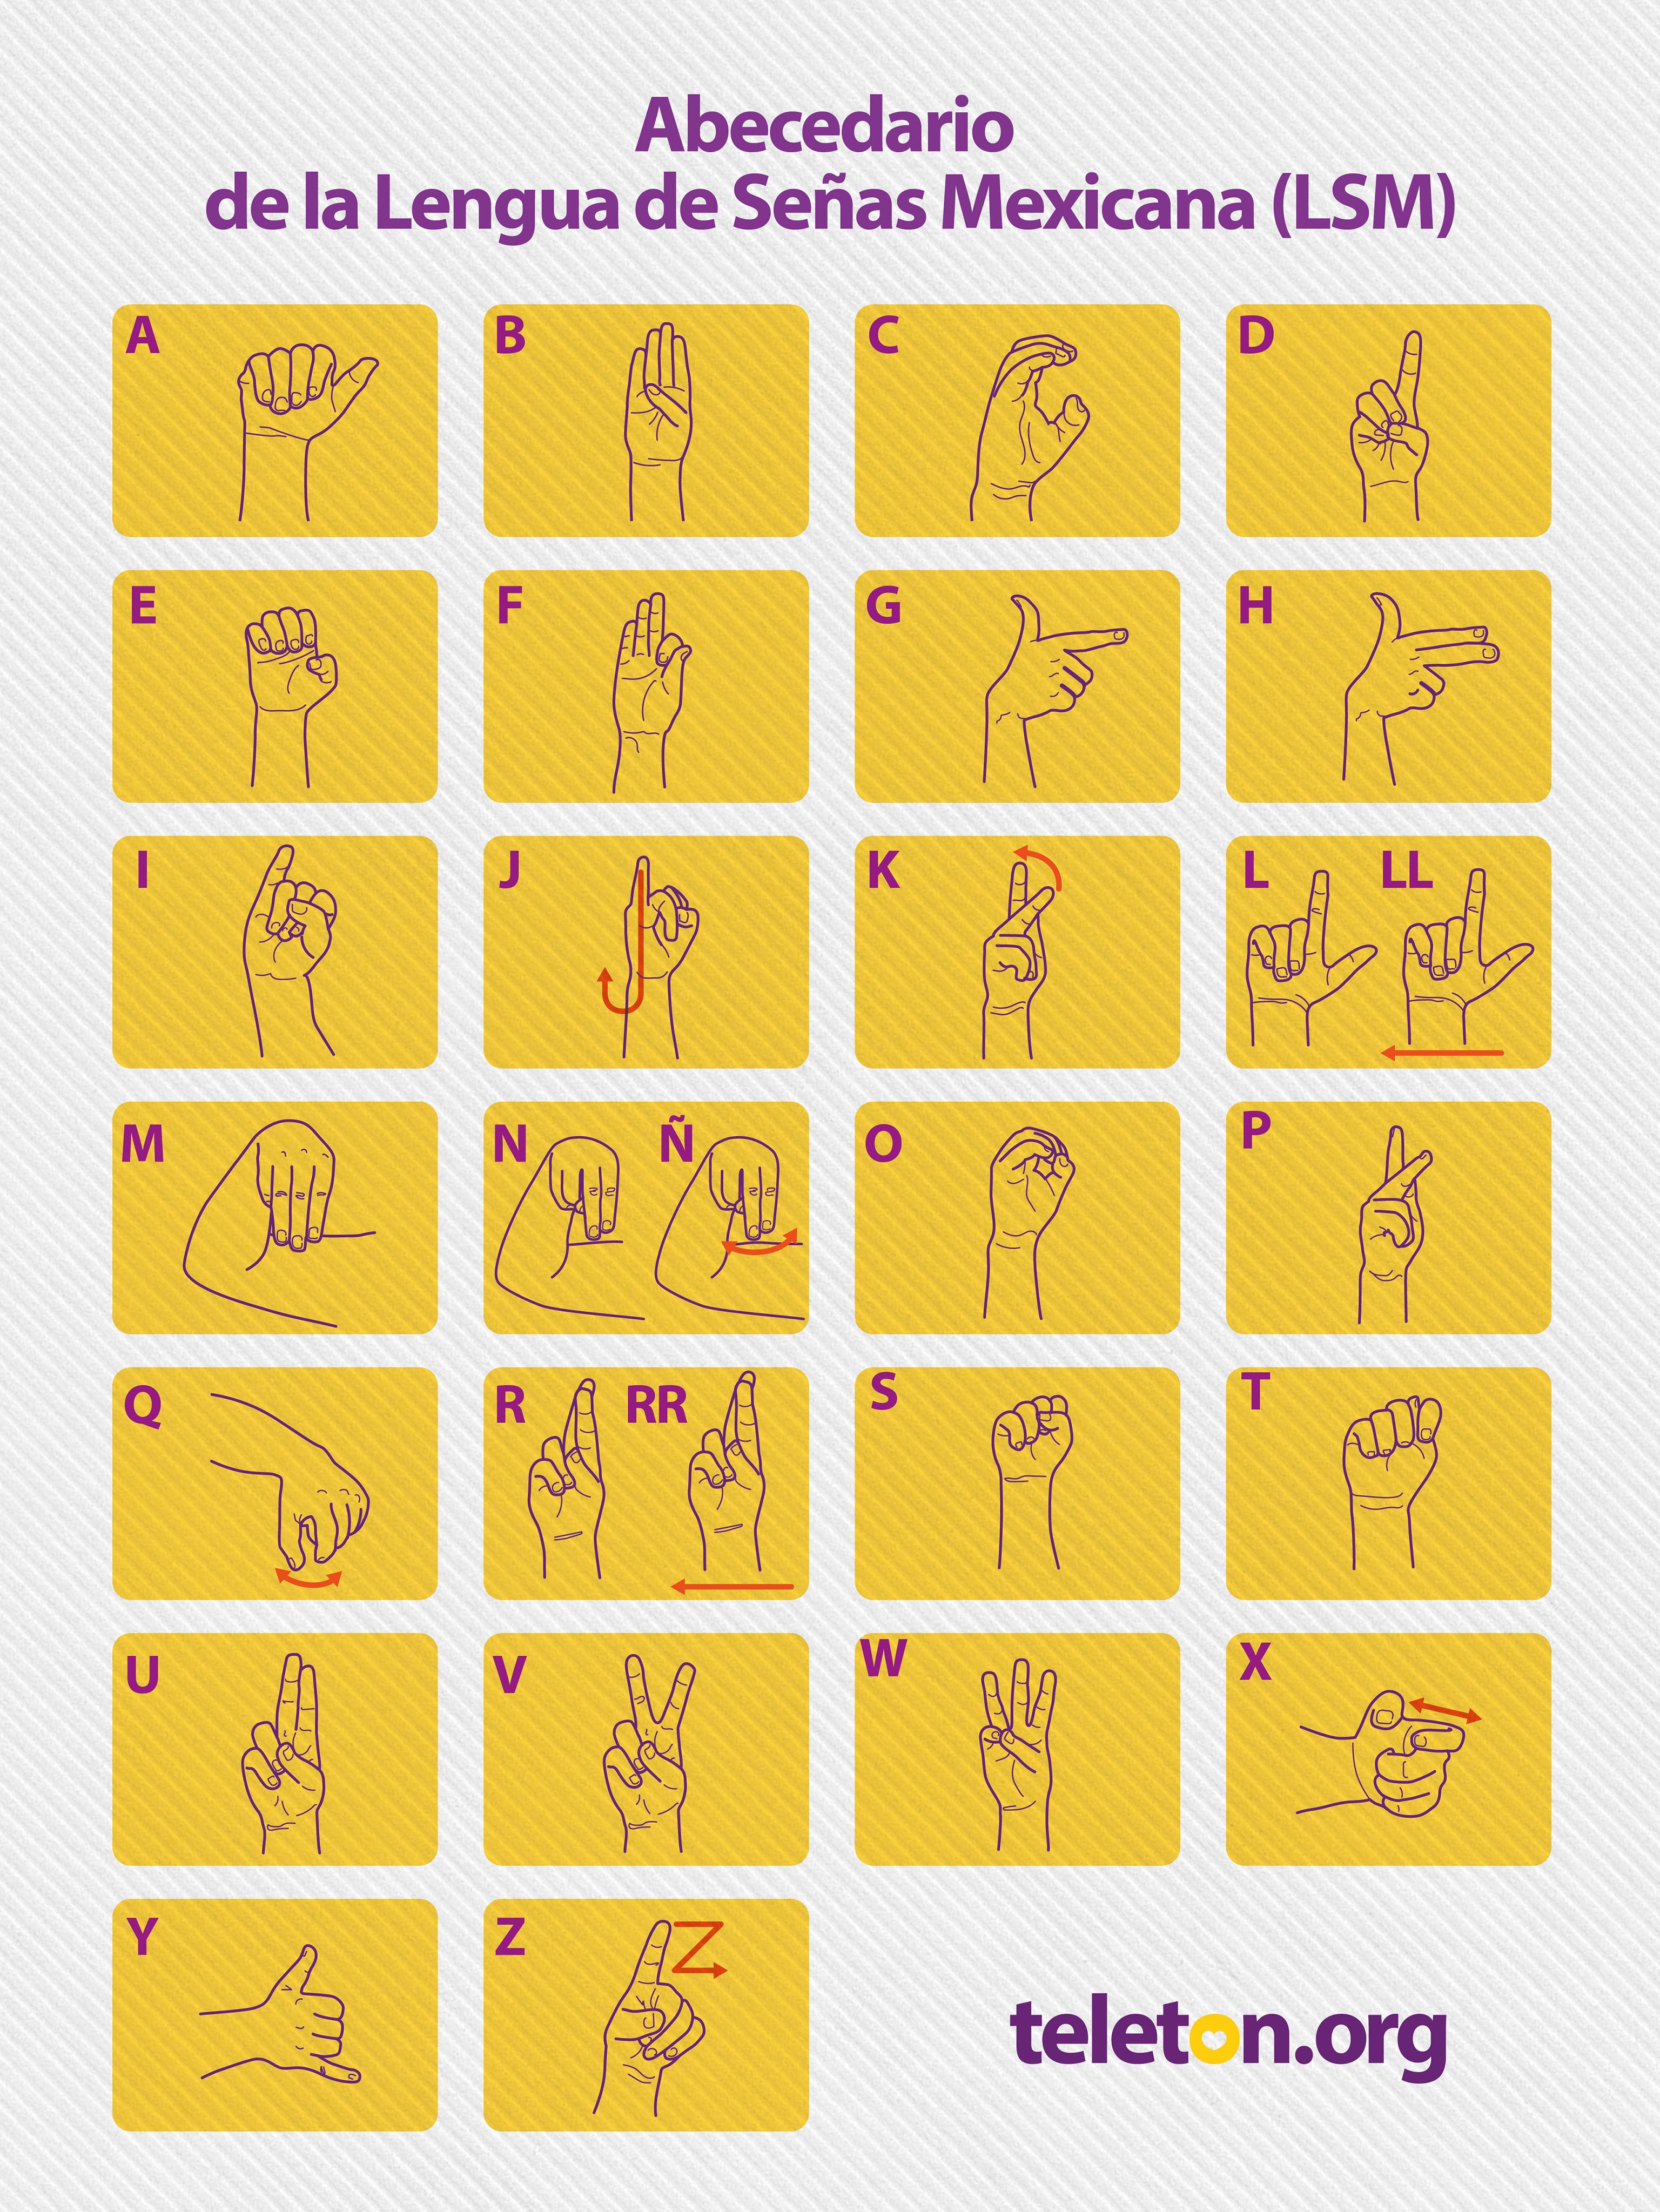 Abecedario
de la Lengua de Señas Mexicana (LSM)
A
B
C
D
E
F
G
H
I
J
K
L
LL
M
N
Ñ
O
P
Q
R
RR
S
T
U
V
W
X
Y
Z
teleton.org